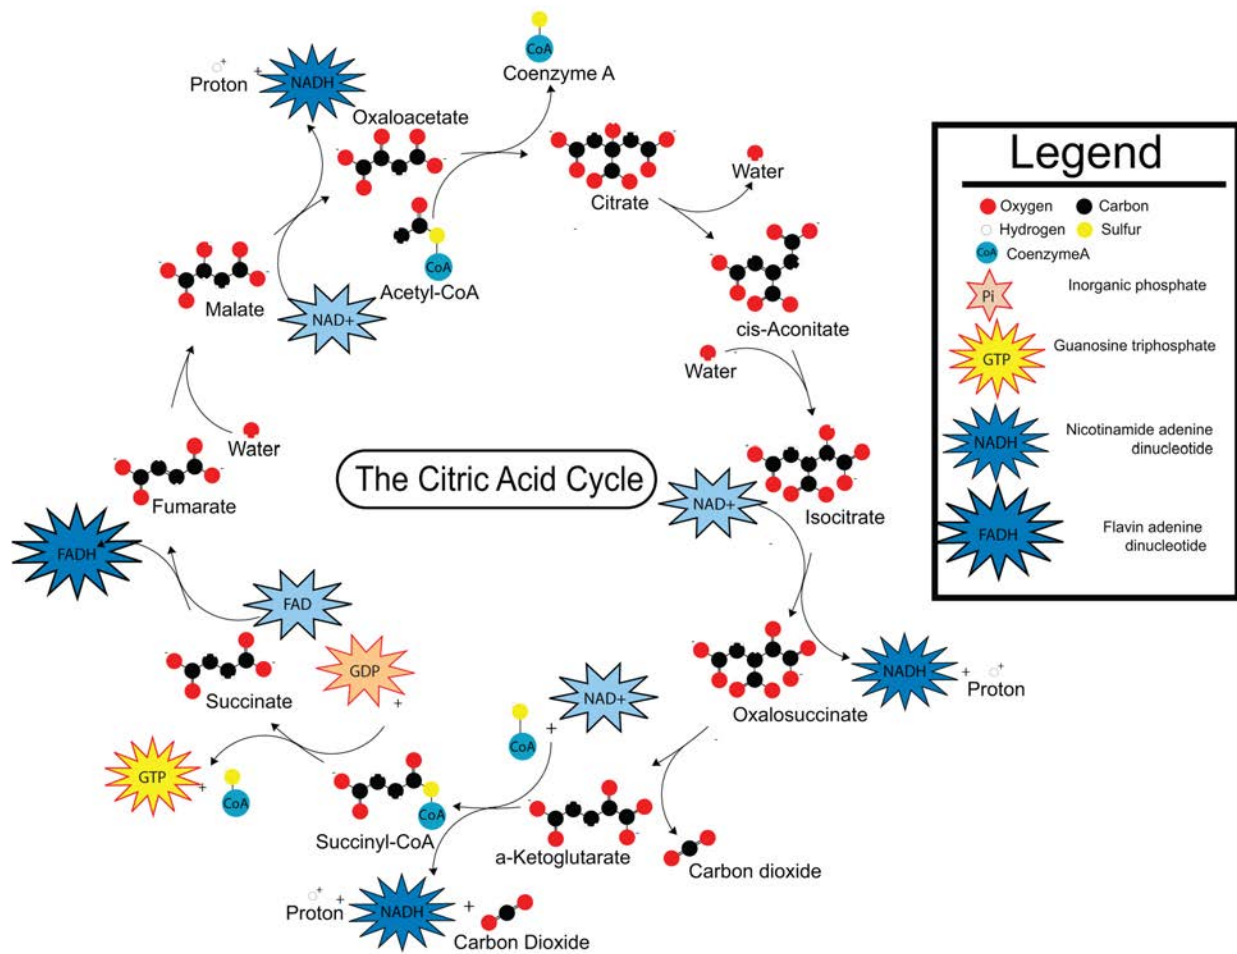 CoA
Coenzyme A
+
Proton
+
NADH
Oxaloacetate
Citrate
Water
CoA
Acetyl-CoA
Malate
NAD+
cis-Aconitate
Water
Water
Fumarate
The Citric Acid Cycle
NAD+
Isocitrate
FADH
FAD
Succinate
GDP
+
NAD+
CoA
+
Oxalosuccinate
NADH
+
+
Proton
GTP
+
CoA
CoA
Succinyl-CoA
a-Ketoglutarate
Carbon dioxide
+
Proton
+
NADH
+
Carbon Dioxide
Legend
Oxygen Carbon
Hydrogen Sulfur
CoA CoenzymeA
Pi Inorganic phosphate
GTP Guanosine triphosphate
NADH Nicotinamide adenine
dinucleotide
FADH Flavin adenine
dinucleotide